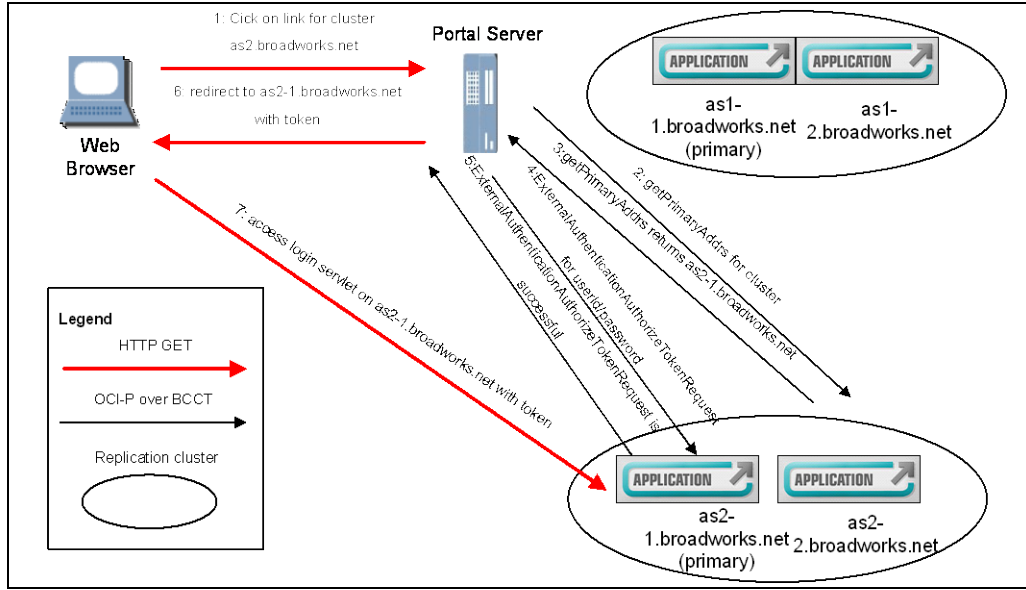 1: Cick on link for cluster
as2.broadworks.net
Portal Server
6: redirect to as2-1.broadworks.net
with token
Web
Browser
APPLICATION
APPLICATION
as1-
1.broadworks.net
(primary)
as1-
2.broadworks.net
2: getPrimaryAddrs for cluster
3:getPrimaryAddrs returns as2-1.broadworks.net
4:ExternalAuthenticationAuthorizeTokenRequest
for userId/password
5:ExternalAuthenticationAuthorizeTokenRequest is
successful
7: access login servlet on as2-1.broadworks.net with token
Legend
HTTP GET
OCI-P over BCCT
Replication cluster
APPLICATION
APPLICATION
as2-
1.broadworks.net
(primary)
as2-
2.broadworks.net